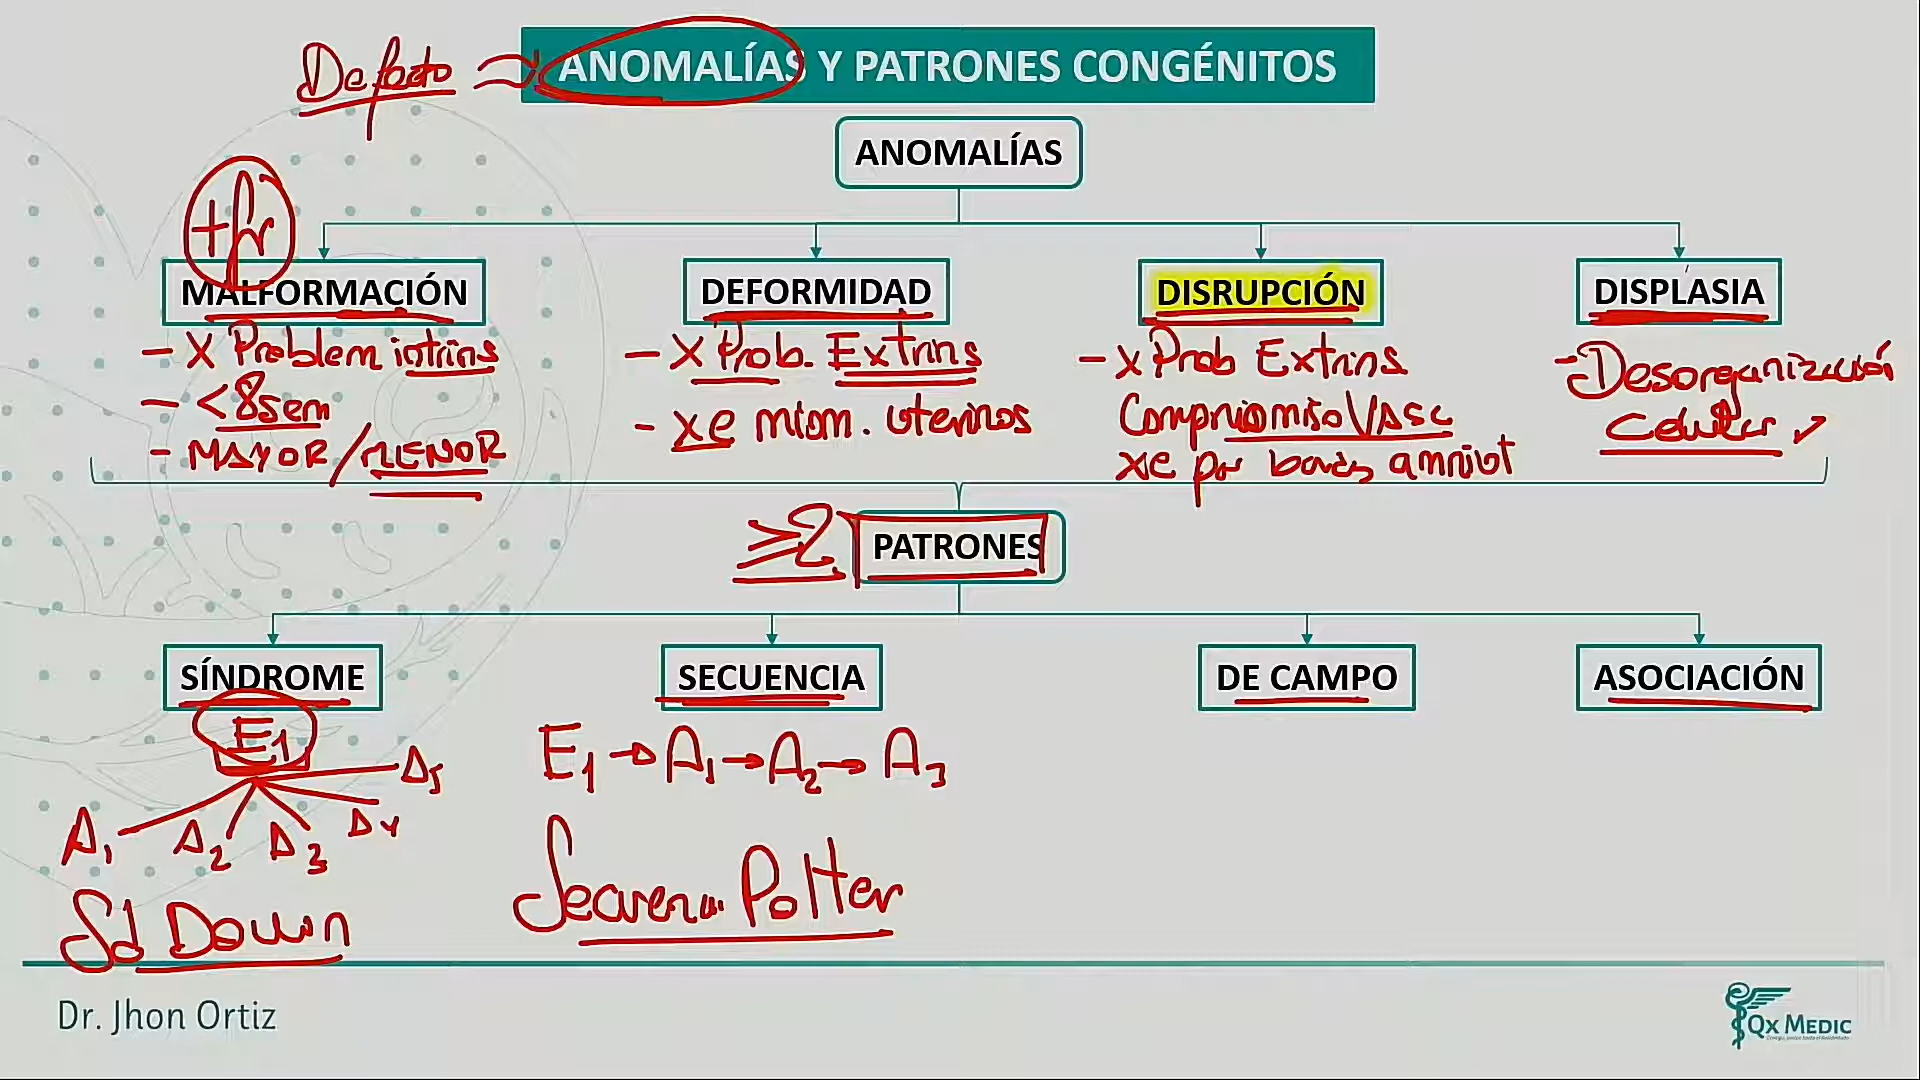 Defecto ≈ ANOMALÍAS Y PATRONES CONGÉNITOS
ANOMALÍAS
+fr
MALFORMACIÓN
- X Problem intrins
- <8sem
- MAYOR/MENOR
DEFORMIDAD
- X Prob. Extrins
- xe miom. uterinos
DISRUPCIÓN
- x Prob Extrins
Compromiso VASC
xe por bandas amniot
DISPLASIA
- Desorganización
Celular
≥2 PATRONES
SÍNDROME
E1
A1 A2 A3 A4 A5
Sd Down
SECUENCIA
E1 → A1 → A2 → A3
Secuencia Potter
DE CAMPO
ASOCIACIÓN
Dr. Jhon Ortiz
QX MEDIC